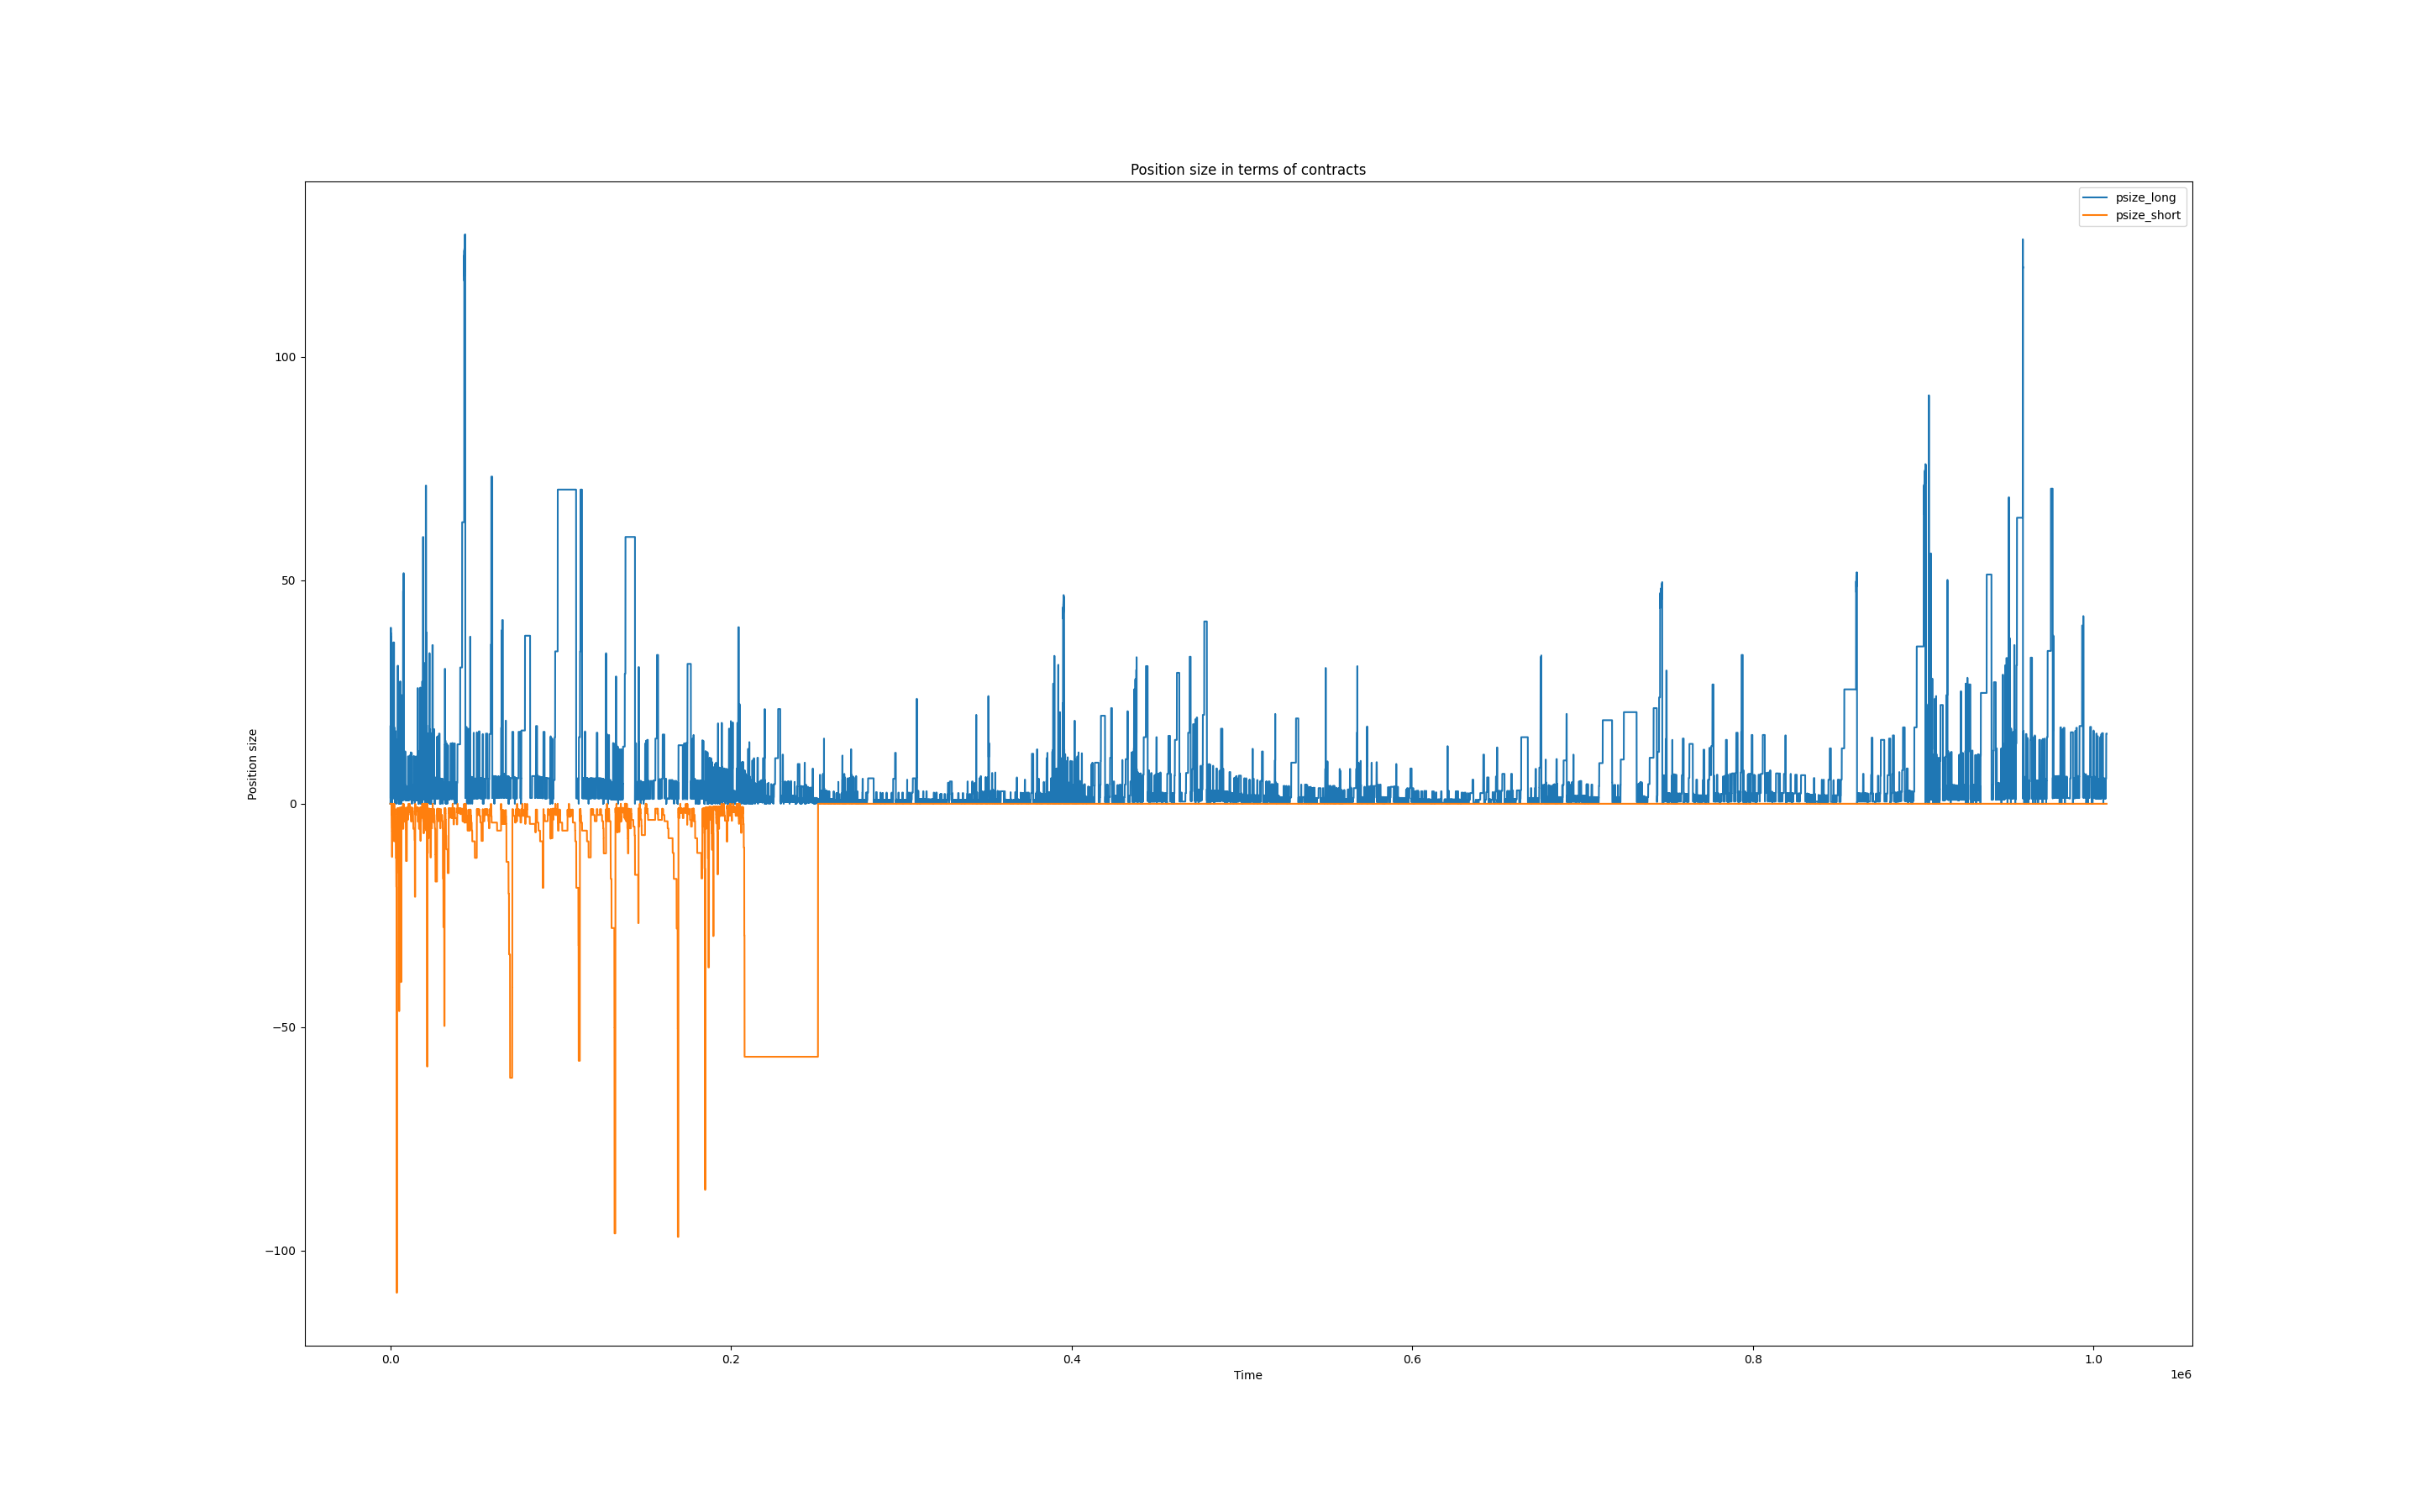 Position size in terms of contracts
psize_long
psize_short
Position size
100
50
0
−50
−100
0.0
0.2
0.4
0.6
0.8
1.0
1e6
Time